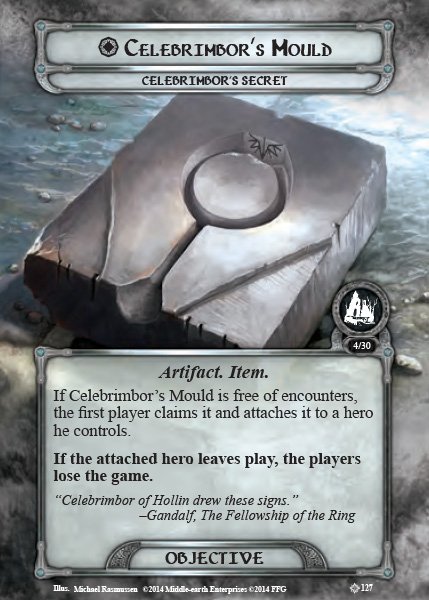 Celebrimbor's Mould
Celebrimbor's Secret
4/30
Artifact. Item.
If Celebrimbor's Mould is free of encounters,
the first player claims it and attaches it to a hero
he controls.
If the attached hero leaves play, the players
lose the game.
“Celebrimbor of Hollin drew these signs.”
–Gandalf, The Fellowship of the Ring
OBJECTIVE
Illus. Michael Rasmussen ©2014 Middle-earth Enterprises ©2014 FFG 127